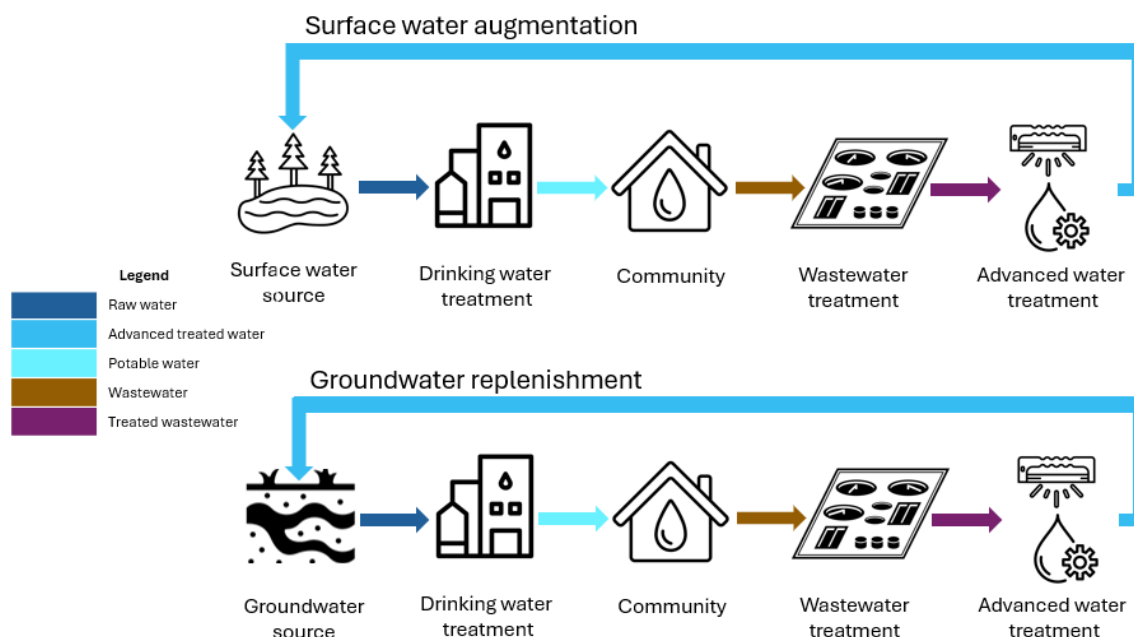 Surface water augmentation
Surface water
source
Drinking water
treatment
Community
Wastewater
treatment
Advanced water
treatment
Legend
Raw water
Advanced treated water
Potable water
Wastewater
Treated wastewater
Groundwater replenishment
Groundwater
source
Drinking water
treatment
Community
Wastewater
treatment
Advanced water
treatment